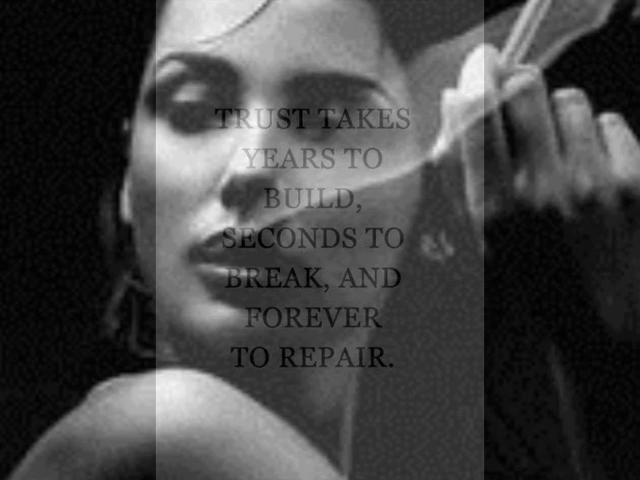 TRUST TAKES
YEARS TO
BUILD,
SECONDS TO
BREAK, AND
FOREVER
TO REPAIR.